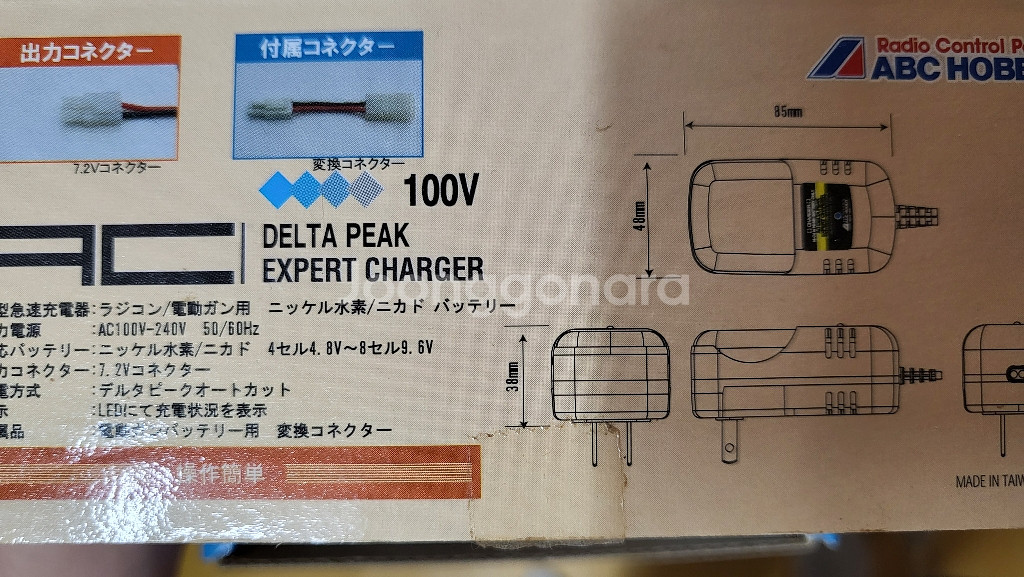 出力コネクター
付属コネクター
Radio Control
ABC HOBB
85mm
7.2Vコネクター
変換コネクター
100V
48mm
AC
DELTA PEAK
EXPERT CHARGER
joonagonara
型急速充電器:ラジコン/電動ガン用 ニッケル水素/ニカド バッテリー
力電源 :AC100V-240V 50/60Hz
応バッテリー:ニッケル水素/ニカド 4セル4.8V〜8セル9.6V
38mm
力コネクター:7.2Vコネクター
電方式 :デルタピークオートカット
示 :LEDにて充電状況を表示
属品 電動ガンバッテリー用 変換コネクター
操作簡単
MADE IN TAIW